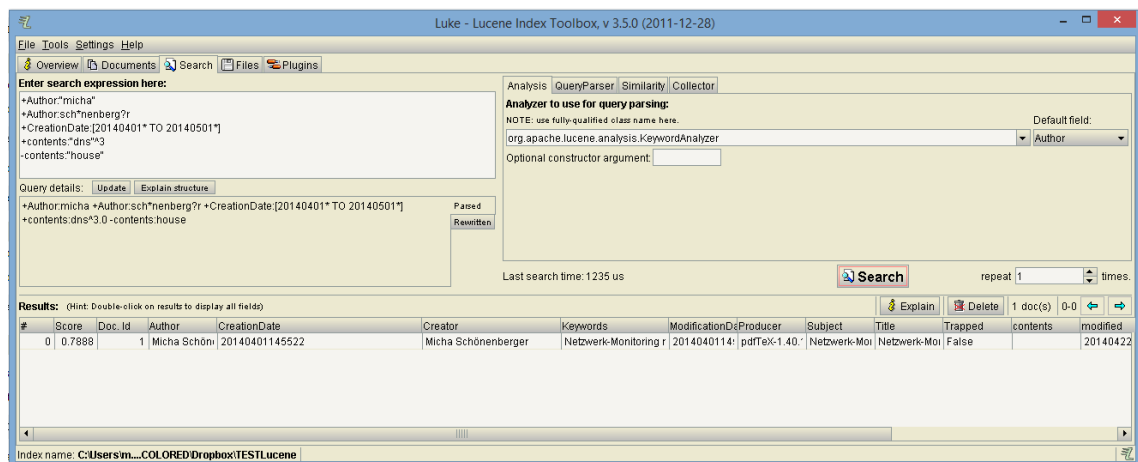 Luke - Lucene Index Toolbox, v 3.5.0 (2011-12-28)
File Tools Settings Help
Overview Documents Search Files Plugins
Enter search expression here:
+Author:"micha"
+Author:sch*nenberg?r
+CreationDate:[20140401* TO 20140501*]
+contents:"dns"^3
-contents:"house"
Query details: Update Explain structure
+Author:micha +Author:sch*nenberg?r +CreationDate:[20140401* TO 20140501*]
+contents:dns^3.0 -contents:house
Parsed
Rewritten
Analysis QueryParser Similarity Collector
Analyzer to use for query parsing:
NOTE: use fully-qualified class name here.
Default field:
org.apache.lucene.analysis.KeywordAnalyzer
Author
Optional constructor argument:
Last search time: 1235 us
Search
repeat 1 times.
Results: (Hint: Double-click on results to display all fields)
Explain Delete 1 doc(s) 0-0
# Score Doc. Id Author CreationDate Creator Keywords ModificationDa Producer Subject Title Trapped contents modified
0 0.7888 1 Micha Schön 20140401145522 Micha Schönenberger Netzwerk-Monitoring r 2014040114 pdfTeX-1.40. Netzwerk-Mo Netzwerk-Mo False 20140422
Index name: C:\Users\m....COLORED\Dropbox\TESTLucene